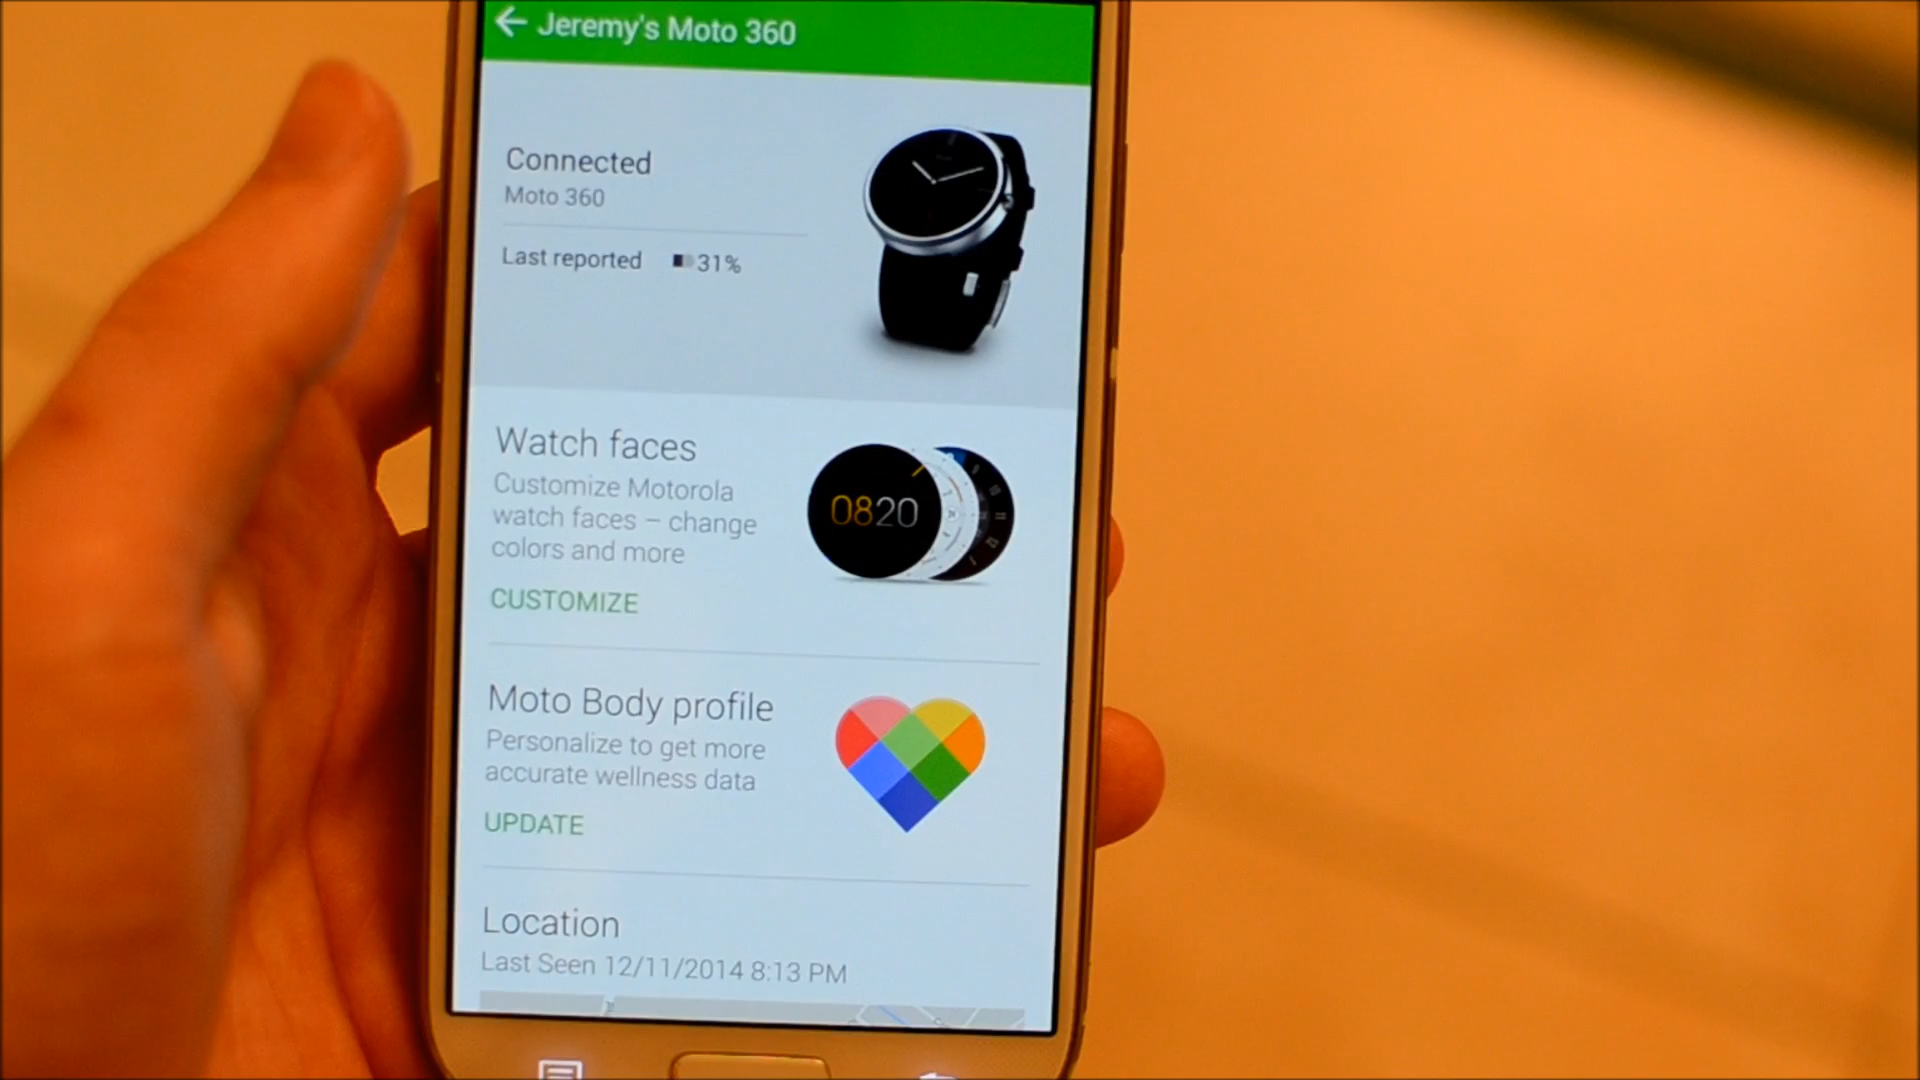 Jeremy's Moto 360
Connected
Moto 360
Last reported 31%
Watch faces
Customize Motorola
watch faces – change
colors and more
0820
CUSTOMIZE
Moto Body profile
Personalize to get more
accurate wellness data
UPDATE
Location
Last Seen 12/11/2014 8:13 PM